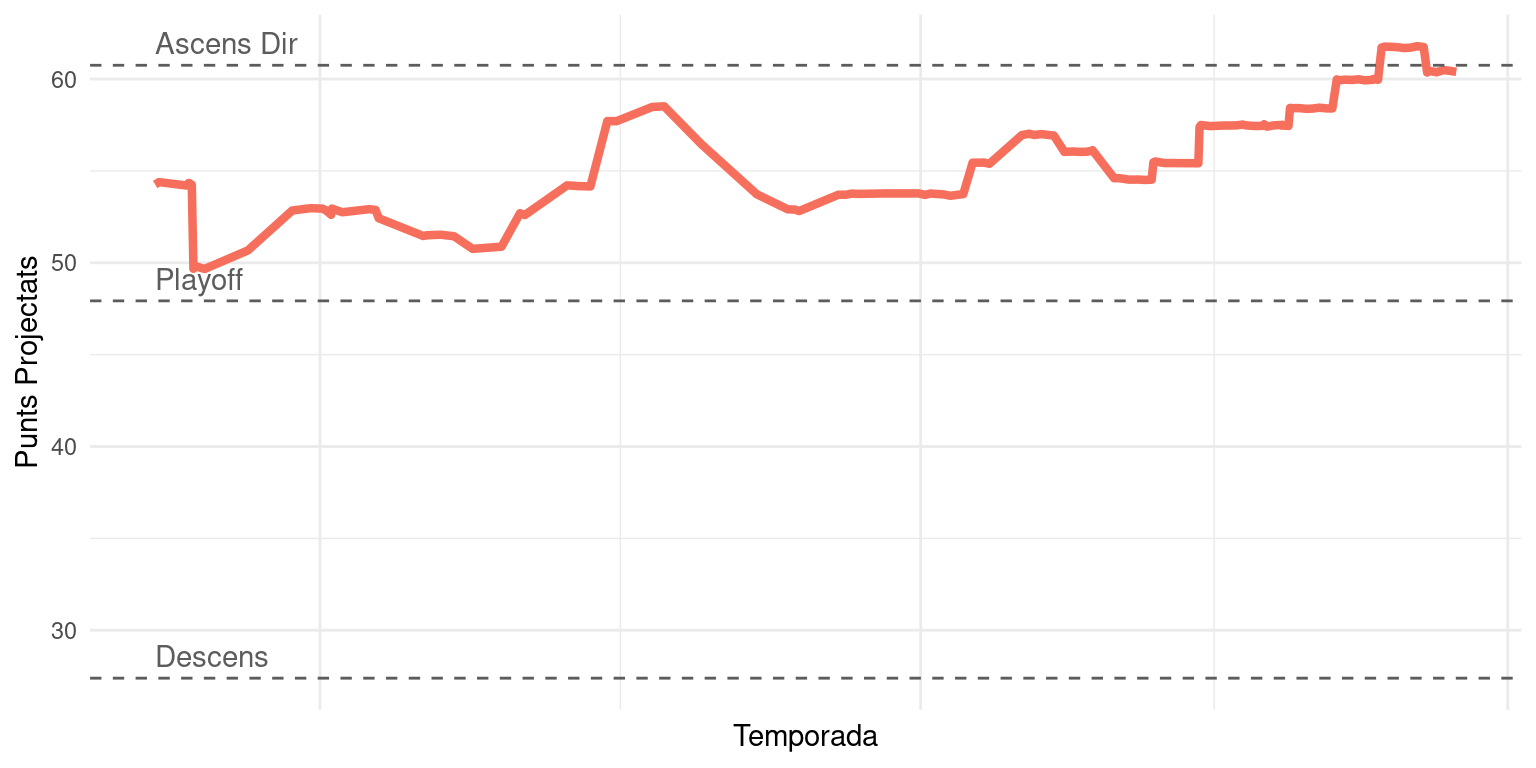 Ascens Dir
60
50
Playoff
Punts Projectats
40
30
Descens
Temporada